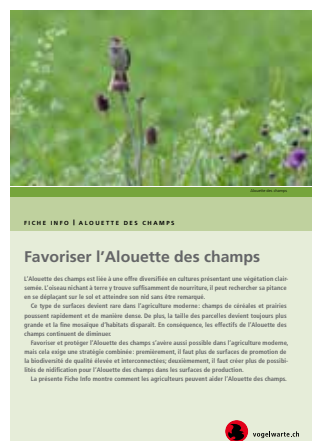 Alouette des champs
FICHE INFO | ALOUETTE DES CHAMPS
Favoriser l’Alouette des champs
L’Alouette des champs est liée à une offre diversifiée en cultures présentant une végétation clair-
semée. L’oiseau nichant à terre y trouve suffisamment de nourriture, il peut rechercher sa pitance
en se déplaçant sur le sol et atteindre son nid sans être remarqué.
Ce type de surfaces devient rare dans l’agriculture moderne: champs de céréales et prairies
poussent rapidement et de manière dense. De plus, la taille des parcelles devient toujours plus
grande et la fine mosaïque d’habitats disparaît. En conséquence, les effectifs de l’Alouette des
champs continuent de diminuer.
Favoriser et protéger l’Alouette des champs s’avère aussi possible dans l’agriculture moderne,
mais cela exige une stratégie combinée: premièrement, il faut plus de surfaces de promotion de
la biodiversité de qualité élevée et interconnectées; deuxièmement, il faut créer plus de possibi-
lités de nidification pour l’Alouette des champs dans les surfaces de production.
La présente Fiche Info montre comment les agriculteurs peuvent aider l’Alouette des champs.
vogelwarte.ch